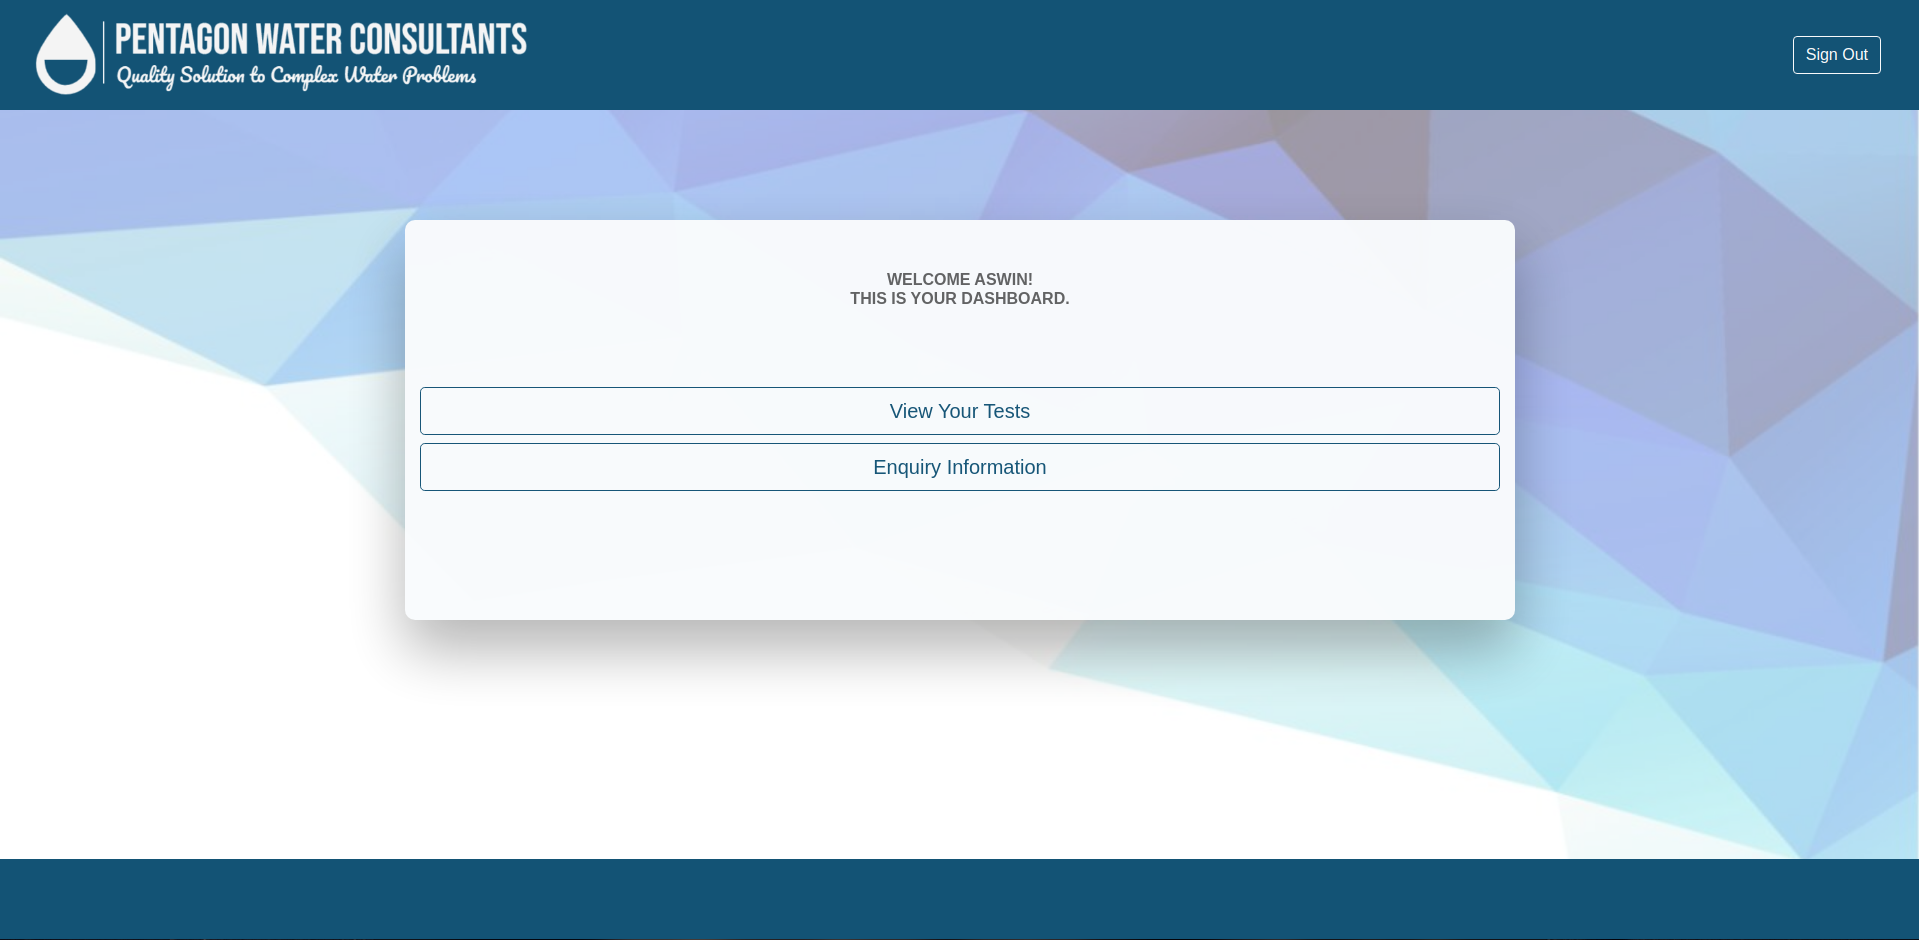 PENTAGON WATER CONSULTANTS
Quality Solution to Complex Water Problems
Sign Out
WELCOME ASWIN!
THIS IS YOUR DASHBOARD.
View Your Tests
Enquiry Information